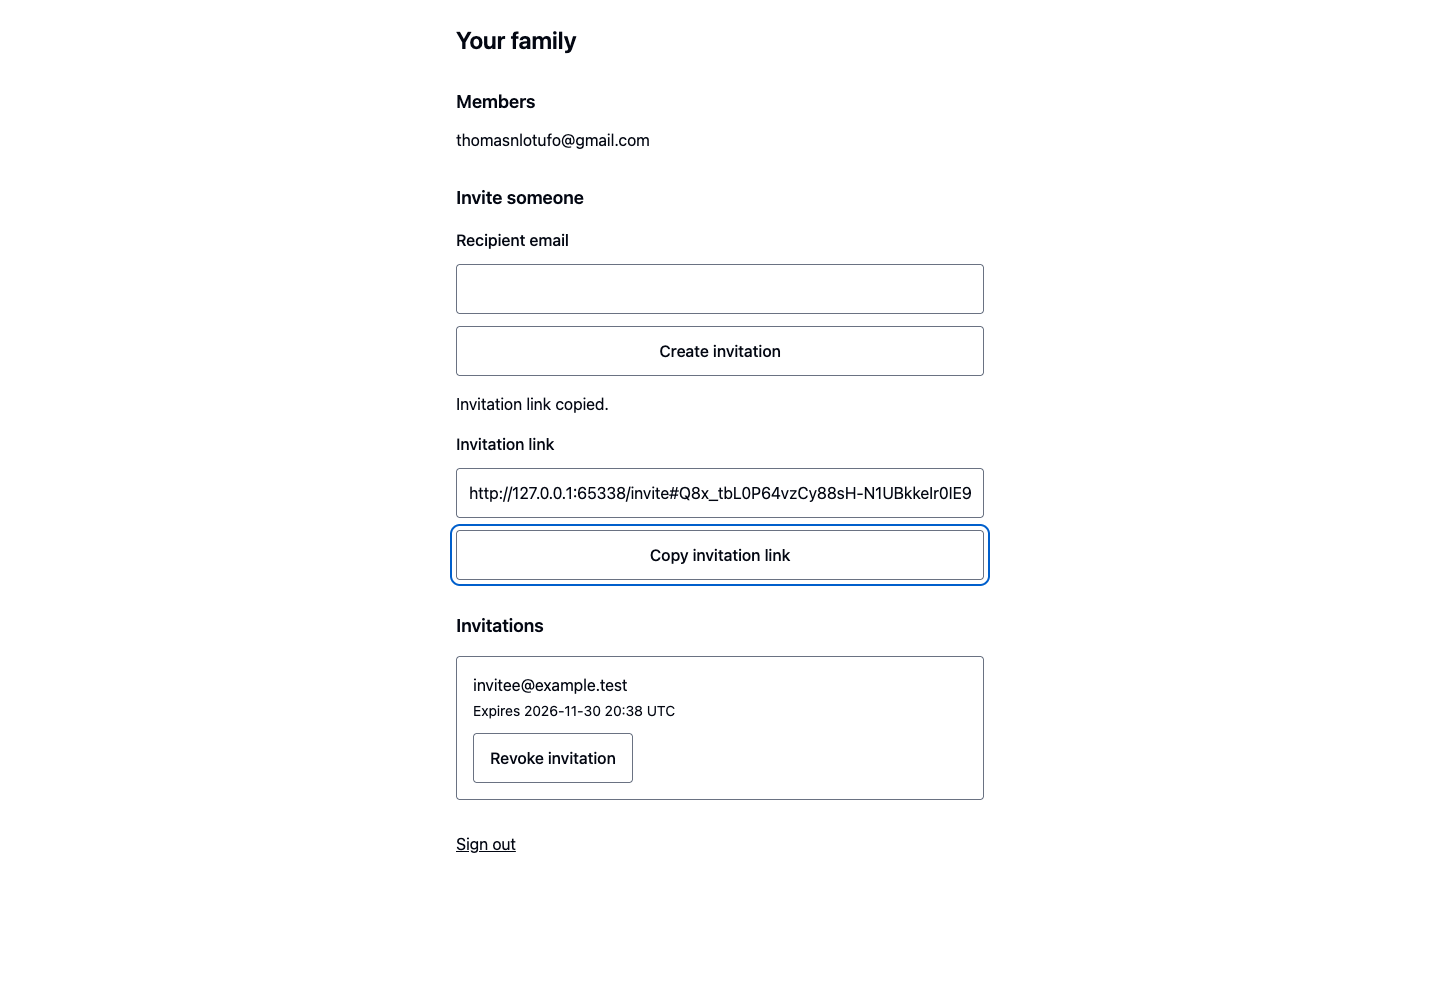 Your family
Members
thomasnlotufo@gmail.com
Invite someone
Recipient email
Create invitation
Invitation link copied.
Invitation link
http://127.0.0.1:65338/invite#Q8x_tbL0P64vzCy88sH-N1UBkkeIr0IE9
Copy invitation link
Invitations
invitee@example.test
Expires 2026-11-30 20:38 UTC
Revoke invitation
Sign out